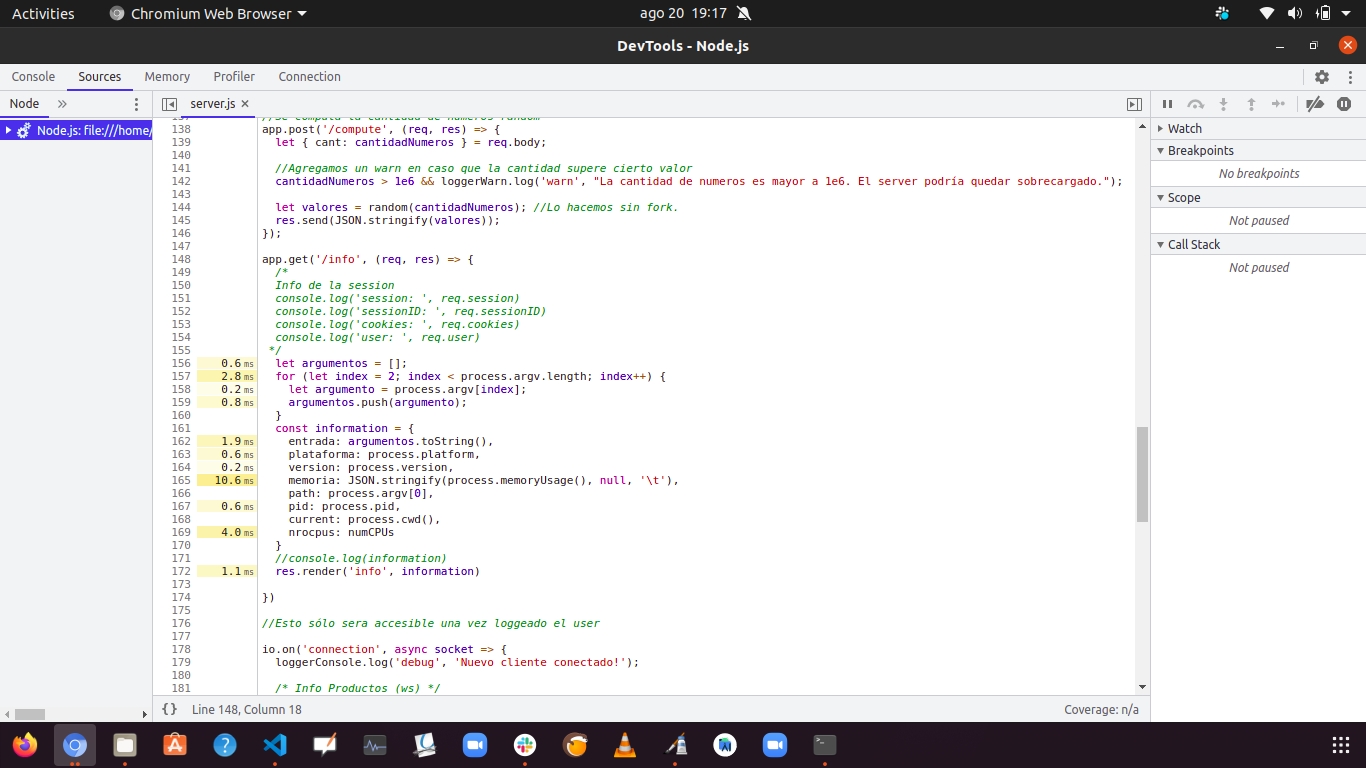 Activities
Chromium Web Browser
ago 20 19:17
DevTools - Node.js
Console Sources Memory Profiler Connection
Node »
server.js ×
Node.js: file:///home/
137 //Se computa la cantidad de numeros random
138 app.post('/compute', (req, res) => {
139 let { cant: cantidadNumeros } = req.body;
140
141 //Agregamos un warn en caso que la cantidad supere cierto valor
142 cantidadNumeros > 1e6 && loggerWarn.log('warn', "La cantidad de numeros es mayor a 1e6. El server podría quedar sobrecargado.");
143
144 let valores = random(cantidadNumeros); //Lo hacemos sin fork.
145 res.send(JSON.stringify(valores));
146 });
147
148 app.get('/info', (req, res) => {
149 /*
150 Info de la session
151 console.log('session: ', req.session)
152 console.log('sessionID: ', req.sessionID)
153 console.log('cookies: ', req.cookies)
154 console.log('user: ', req.user)
155 */
156 0.6 ms let argumentos = [];
157 2.8 ms for (let index = 2; index < process.argv.length; index++) {
158 0.2 ms let argumento = process.argv[index];
159 0.8 ms argumentos.push(argumento);
160 }
161 const information = {
162 1.9 ms entrada: argumentos.toString(),
163 0.6 ms plataforma: process.platform,
164 0.2 ms version: process.version,
165 10.6 ms memoria: JSON.stringify(process.memoryUsage(), null, '\t'),
166 path: process.argv[0],
167 0.6 ms pid: process.pid,
168 current: process.cwd(),
169 4.0 ms nrocpus: numCPUs
170 }
171 //console.log(information)
172 1.1 ms res.render('info', information)
173
174 })
175
176 //Esto sólo sera accesible una vez loggeado el user
177
178 io.on('connection', async socket => {
179 loggerConsole.log('debug', 'Nuevo cliente conectado!');
180
181 /* Info Productos (ws) */
{} Line 148, Column 18
Coverage: n/a
Watch
Breakpoints
No breakpoints
Scope
Not paused
Call Stack
Not paused